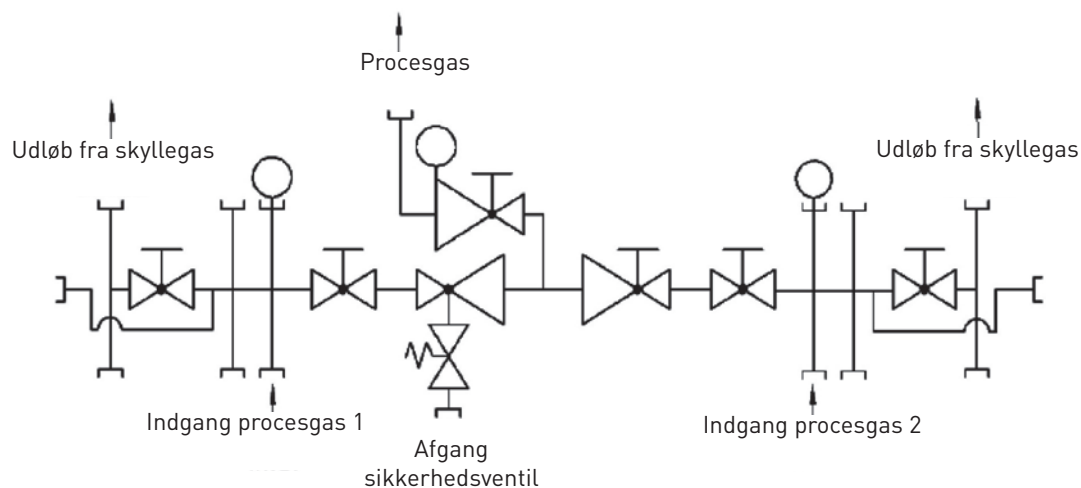 Procesgas
Udløb fra skyllegas
Udløb fra skyllegas
Indgang procesgas 1
Indgang procesgas 2
Afgang
sikkerhedsventil